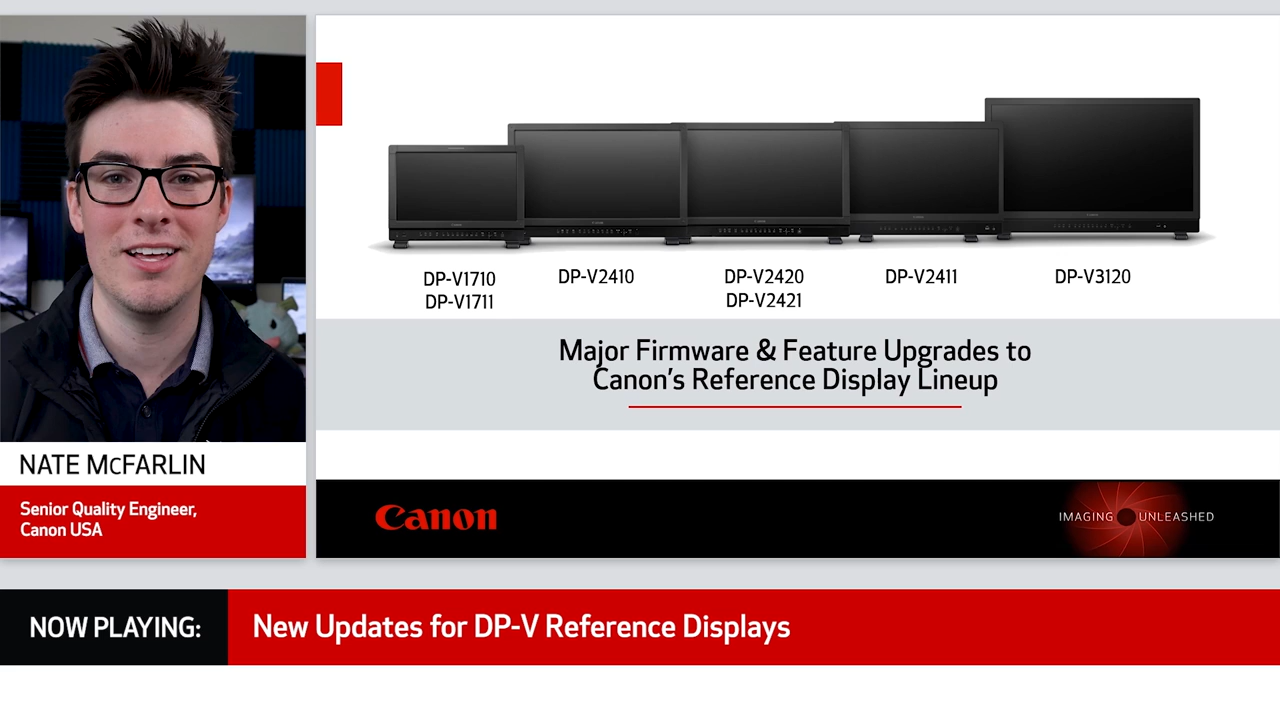 NATE McFARLIN
Senior Quality Engineer,
Canon USA
DP-V1710
DP-V1711
DP-V2410
DP-V2420
DP-V2421
DP-V2411
DP-V3120
Major Firmware & Feature Upgrades to
Canon's Reference Display Lineup
Canon
IMAGING UNLEASHED
NOW PLAYING:
New Updates for DP-V Reference Displays